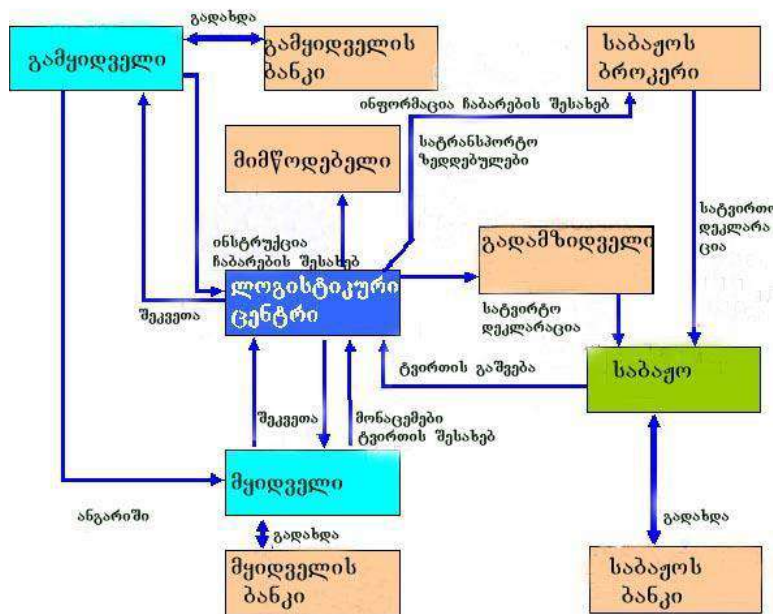 გადახდა
გამყიდველი
გამყიდველის
ბანკი
საბაჟოს
ბროკერი
ინფორმაცია ჩაბარების შესახებ
სატრანსპორტო
ზედდებულები
მიმწოდებელი
სატვირთო
დეკლარა
ცია
გადამზიდველი
ინსტრუქცია
ჩაბარების შესახებ
ლოგისტიკური
ცენტრი
შეკვეთა
სატვირტო
დეკლარაცია
ტვირთის გაშვება
საბაჟო
შეკვეთა
მონაცემები
ტვირთის შესახებ
მყიდველი
ანგარიში
გადახდა
გადახდა
მყიდველის
ბანკი
საბაჟოს
ბანკი